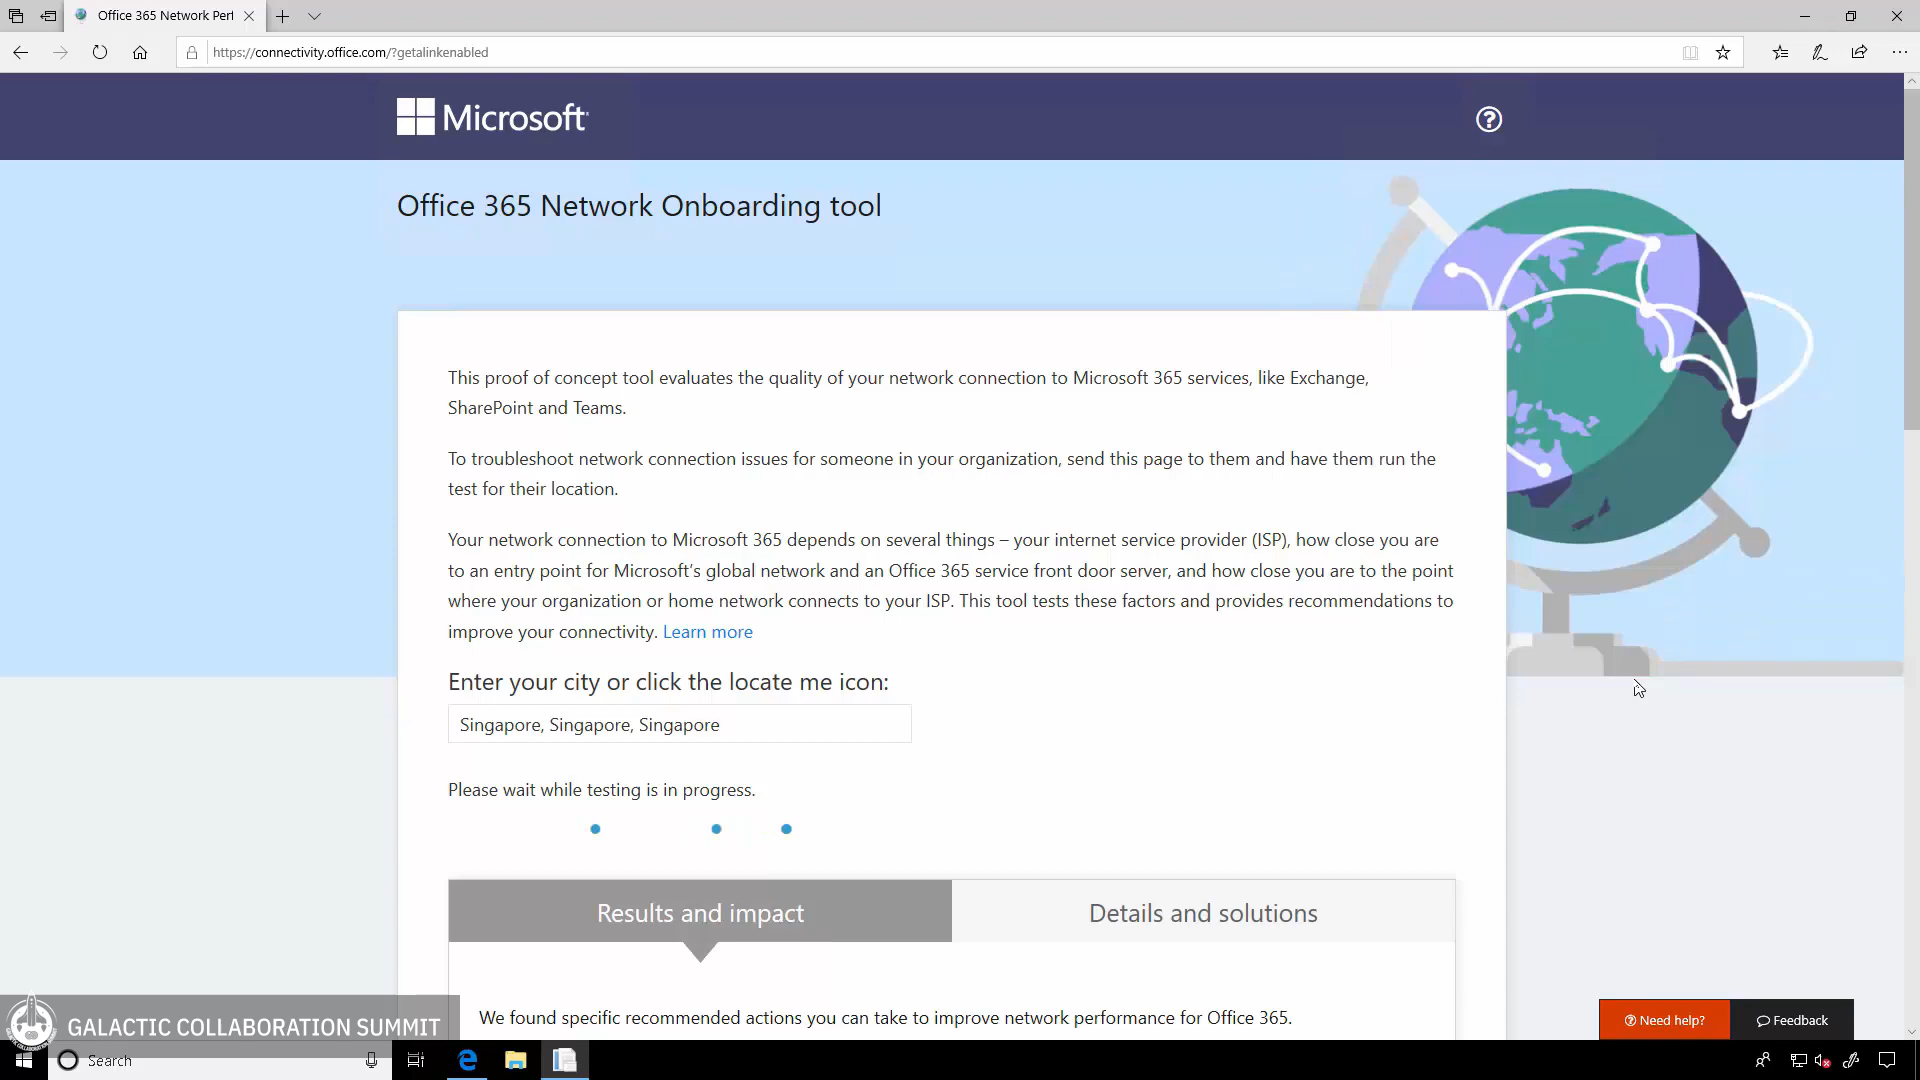 Office 365 Network Perf
https://connectivity.office.com/?getalinkenabled
Microsoft
Office 365 Network Onboarding tool
This proof of concept tool evaluates the quality of your network connection to Microsoft 365 services, like Exchange,
SharePoint and Teams.
To troubleshoot network connection issues for someone in your organization, send this page to them and have them run the
test for their location.
Your network connection to Microsoft 365 depends on several things – your internet service provider (ISP), how close you are
to an entry point for Microsoft's global network and an Office 365 service front door server, and how close you are to the point
where your organization or home network connects to your ISP. This tool tests these factors and provides recommendations to
improve your connectivity. Learn more
Enter your city or click the locate me icon:
Singapore, Singapore, Singapore
Please wait while testing is in progress.
Results and impact
Details and solutions
We found specific recommended actions you can take to improve network performance for Office 365.
Need help?
Feedback
GALACTIC COLLABORATION SUMMIT
Search